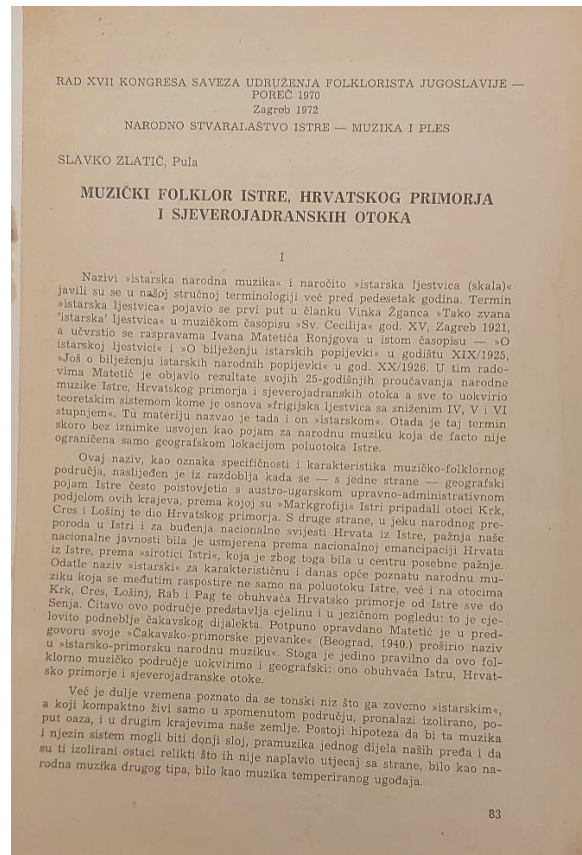 RAD XVII KONGRESA SAVEZA UDRUŽENJA FOLKLORISTA JUGOSLAVIJE —
POREČ 1970
Zagreb 1972
NARODNO STVARALAŠTVO ISTRE — MUZIKA I PLES
SLAVKO ZLATIĆ, Pula
MUZIČKI FOLKLOR ISTRE, HRVATSKOG PRIMORJA
I SJEVEROJADRANSKIH OTOKA
I
Nazivi »istarska narodna muzika« i naročito »istarska ljestvica (skala)«
javili su se u našoj stručnoj terminologiji već pred pedesetak godina. Termin
»istarska ljestvica« pojavio se prvi put u članku Vinka Žganca »Tako zvana
'istarska' ljestvica« u muzičkom časopisu »Sv. Cecilija« god. XV, Zagreb 1921,
a učvrstio se raspravama Ivana Matetića Ronjgova u istom časopisu — »O
istarskoj ljestvici« i »O bilježenju istarskih popijevki« u godištu XIX/1925,
»Još o bilježenju istarskih narodnih popijevki« u god. XX/1926. U tim rado-
vima Matetić je objavio rezultate svojih 25-godišnjih proučavanja narodne
muzike Istre, Hrvatskog primorja i sjeverojadranskih otoka a sve to uokvirio
teoretskim sistemom kome je osnova »frigijska ljestvica sa sniženim IV, V i VI
stupnjem«. Tu materiju nazvao je tada i on »istarskom«. Otada je taj termin
skoro bez iznimke usvojen kao pojam za narodnu muziku koja de facto nije
ograničena samo geografskom lokacijom poluotoka Istre.
Ovaj naziv, kao oznaka specifičnosti i karakteristika muzičko-folklornog
područja, naslijeđen je iz razdoblja kada se — s jedne strane — geografski
pojam Istre često poistovjetio s austro-ugarskom upravno-administrativnom
podjelom ovih krajeva, prema kojoj su »Markgrofiji« Istri pripadali otoci Krk,
Cres i Lošinj te dio Hrvatskog primorja. S druge strane, u jeku narodnog pre-
poroda u Istri i za buđenja nacionalne svijesti Hrvata iz Istre, pažnja naše
nacionalne javnosti bila je usmjerena prema nacionalnoj emancipaciji Hrvata
iz Istre, prema »sirotici Istri«, koja je zbog toga bila u centru posebne pažnje.
Odatle naziv »istarski« za karakterističnu i danas opće poznatu narodnu mu-
ziku koja se međutim rasprostire ne samo na poluotoku Istre, već i na otocima
Krk, Cres, Lošinj, Rab i Pag te obuhvaća Hrvatsko primorje od Istre sve do
Senja. Čitavo ovo područje predstavlja cjelinu i u jezičnom pogledu: to je cje-
lovito podneblje čakavskog dijalekta. Potpuno opravdano Matetić je u pred-
govoru svoje »Čakavsko-primorske pjevanke« (Beograd, 1940.) proširio naziv
u »istarsko-primorsku narodnu muziku«. Stoga je jedino pravilno da ovo fol-
klorno muzičko područje uokvirimo i geografski: ono obuhvaća Istru, Hrvat-
sko primorje i sjeverojadranske otoke.
Već je dulje vremena poznato da se tonski niz što ga zovemo »istarskim«,
a koji kompaktno živi samo u spomenutom području, pronalazi izolirano, po-
put oaza, i u drugim krajevima naše zemlje. Postoji hipoteza da bi ta muzika
i njezin sistem mogli biti donji sloj, pramuzika jednog dijela naših pređa i da
su ti izolirani ostaci relikti što ih nije naplavio utjecaj sa strane, bilo kao na-
rodna muzika drugog tipa, bilo kao muzika temperiranog ugođaja.
83